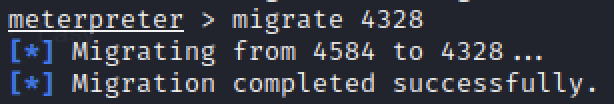 meterpreter > migrate 4328
[*] Migrating from 4584 to 4328...
[*] Migration completed successfully.